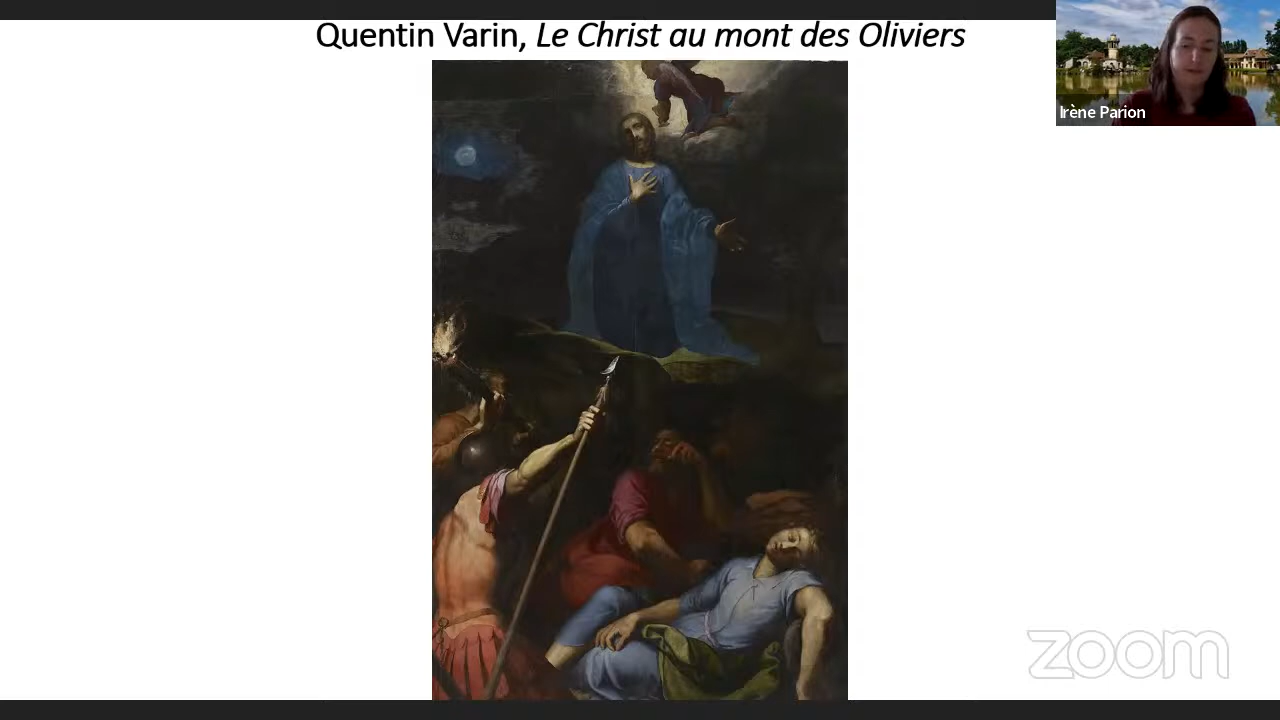 Quentin Varin, Le Christ au mont des Oliviers
Irène Parion
zoom